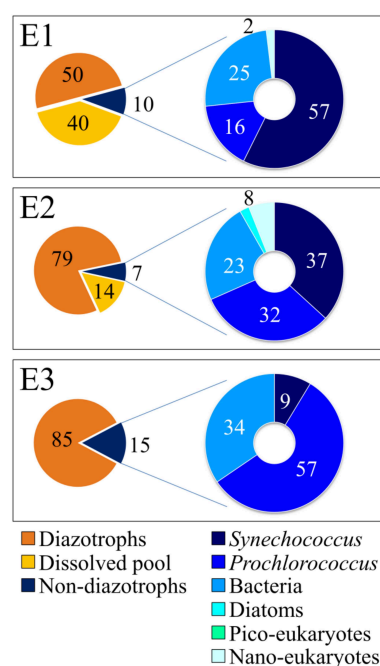 E1
50
10
40
2
25
57
16
E2
79
7
14
8
23
37
32
E3
85
15
34
9
57
Diazotrophs
Dissolved pool
Non-diazotrophs
Synechococcus
Prochlorococcus
Bacteria
Diatoms
Pico-eukaryotes
Nano-eukaryotes